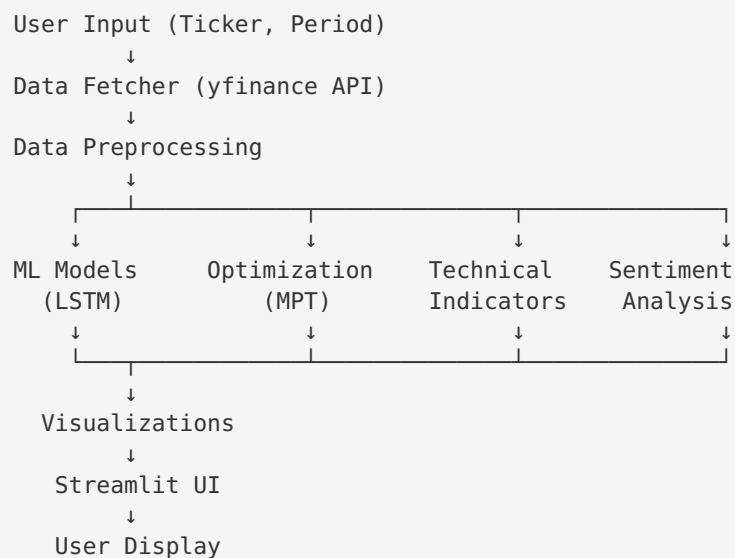 User Input (Ticker, Period)
↓
Data Fetcher (yfinance API)
↓
Data Preprocessing
↓
↓ ↓ ↓ ↓
ML Models Optimization Technical Sentiment
(LSTM) (MPT) Indicators Analysis
↓ ↓ ↓ ↓
↓
Visualizations
↓
Streamlit UI
↓
User Display